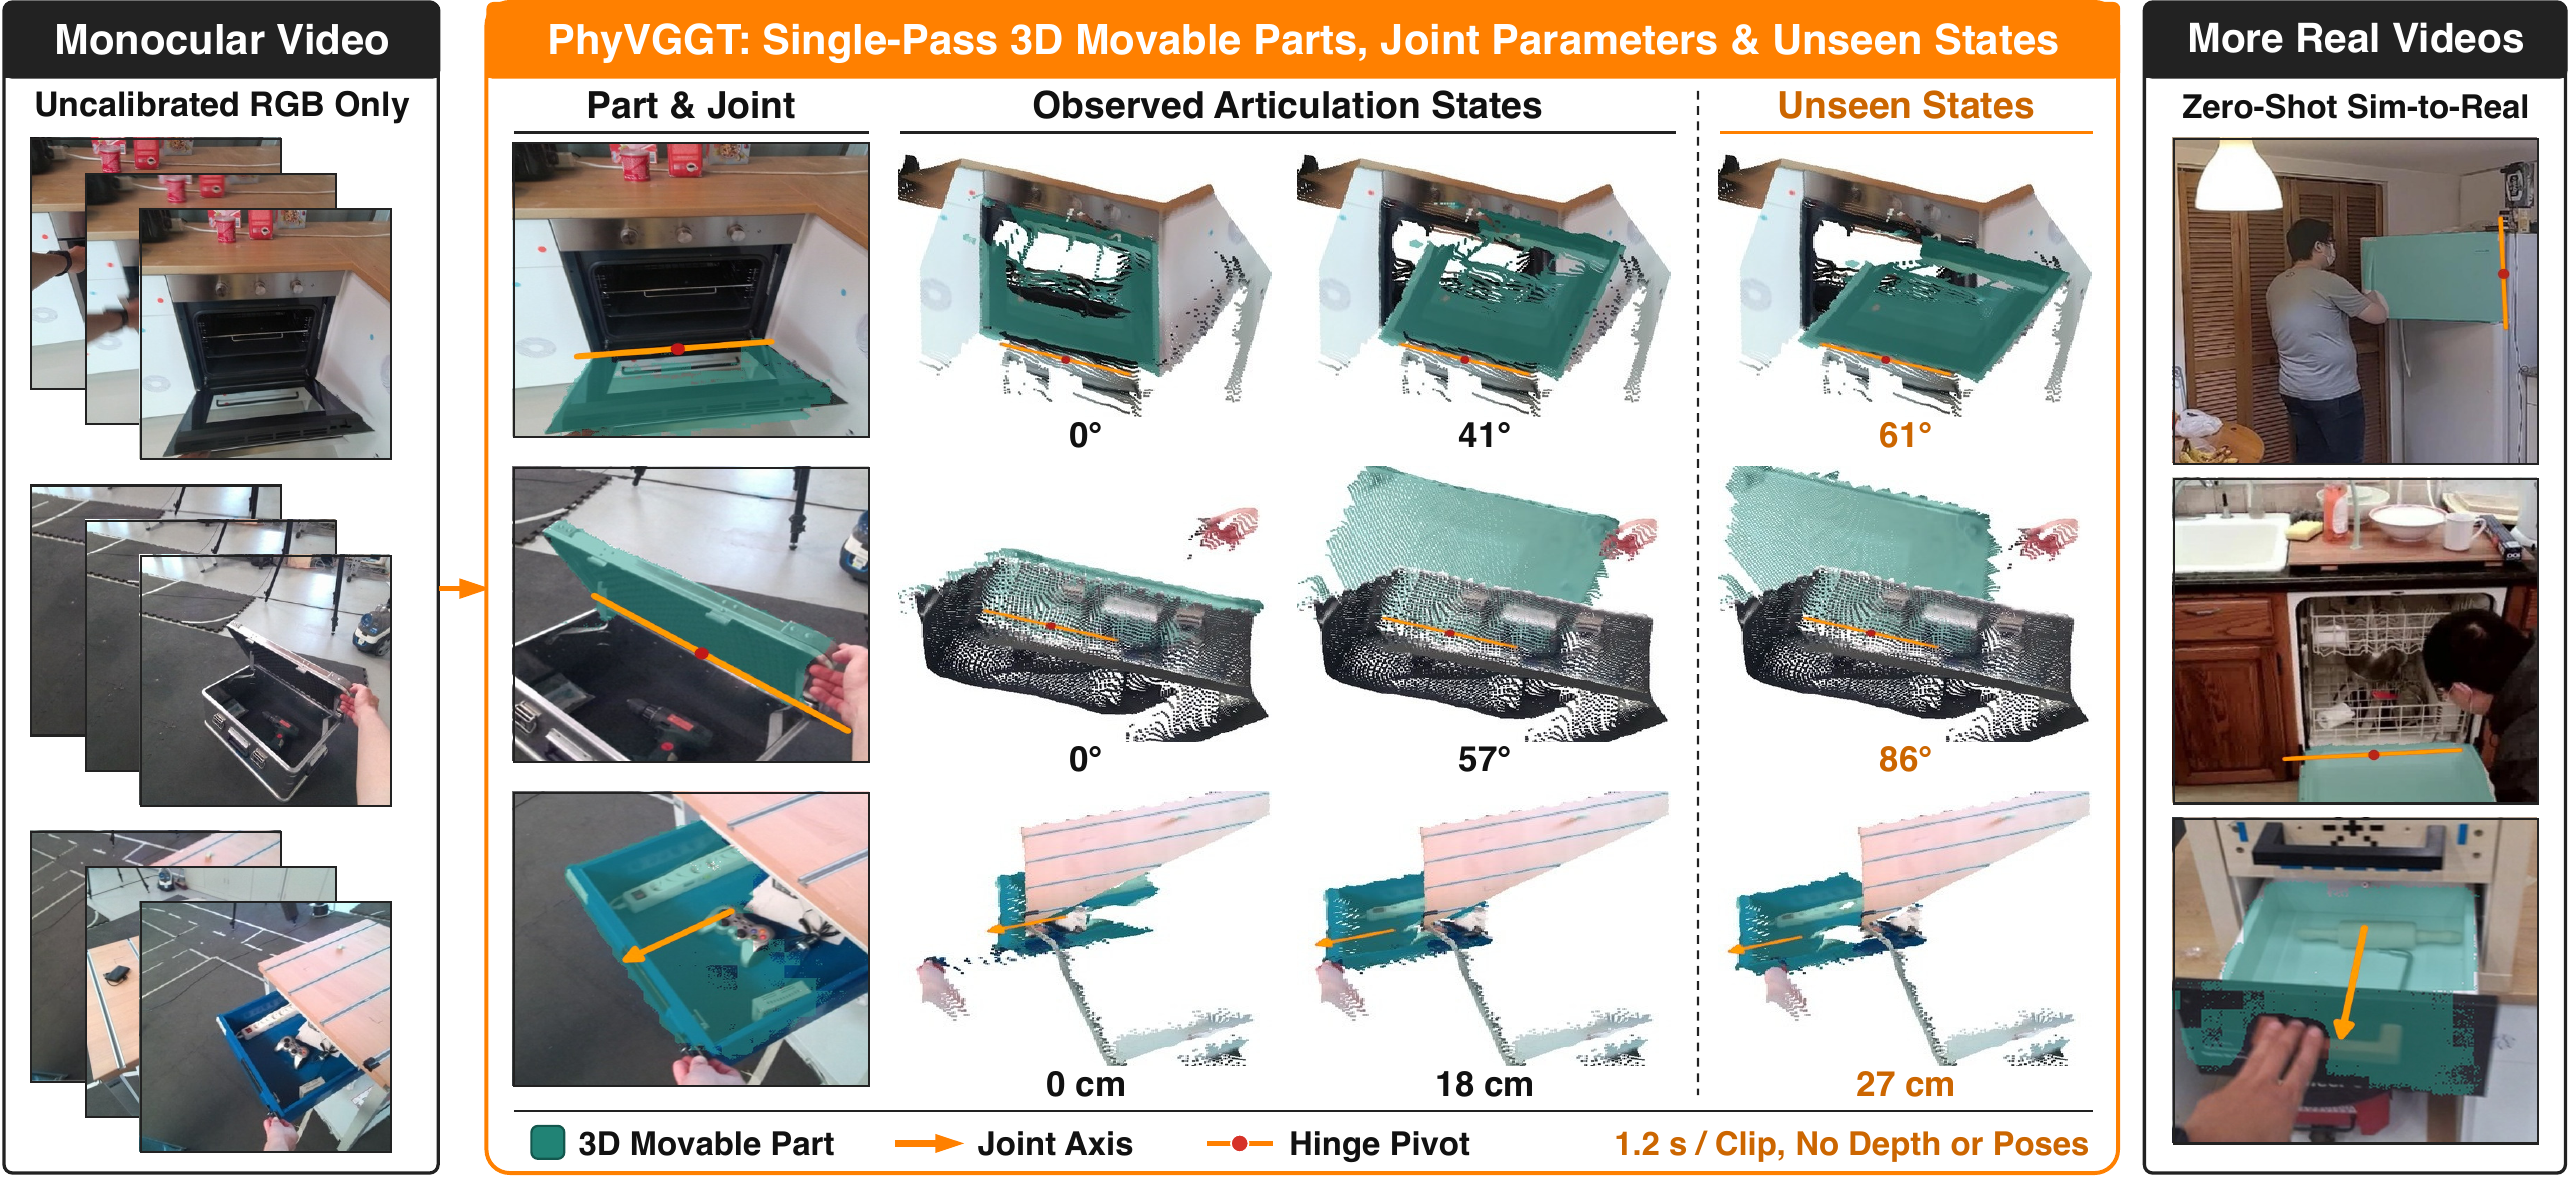 Monocular Video
Uncalibrated RGB Only
PhyVGGT: Single-Pass 3D Movable Parts, Joint Parameters & Unseen States
Part & Joint
Observed Articulation States
Unseen States
0°
41°
61°
0°
57°
86°
0 cm
18 cm
27 cm
3D Movable Part
Joint Axis
Hinge Pivot
1.2 s / Clip, No Depth or Poses
More Real Videos
Zero-Shot Sim-to-Real